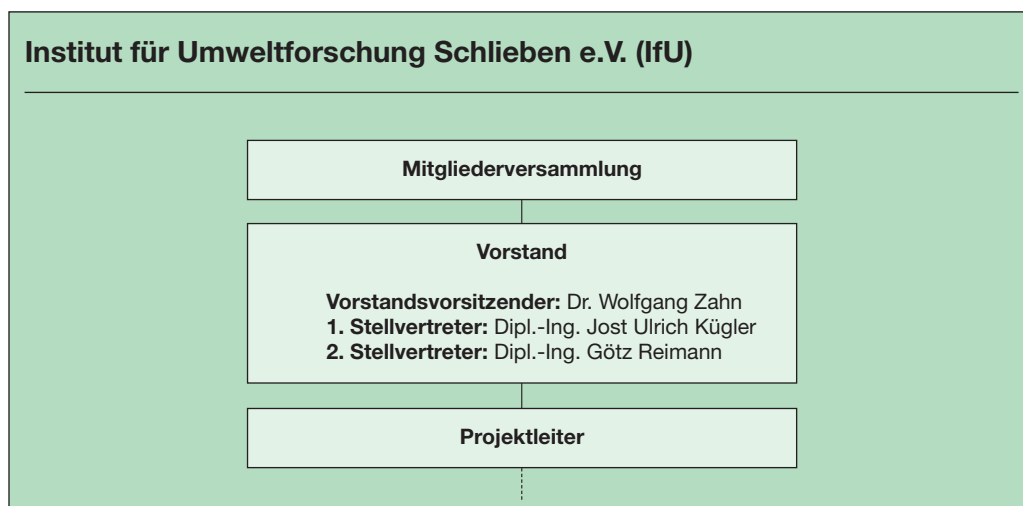 Institut für Umweltforschung Schlieben e.V. (IfU)
Mitgliederversammlung
Vorstand
Vorstandsvorsitzender: Dr. Wolfgang Zahn
1. Stellvertreter: Dipl.-Ing. Jost Ulrich Kügler
2. Stellvertreter: Dipl.-Ing. Götz Reimann
Projektleiter